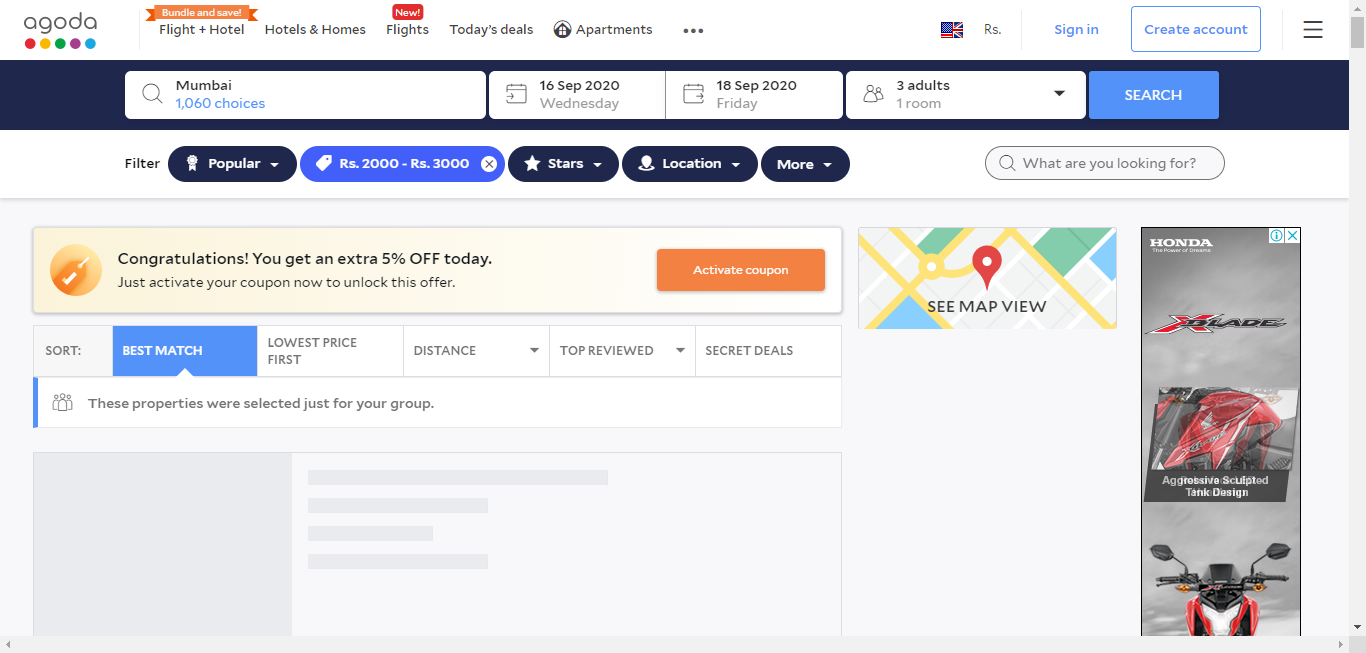 agoda
Bundle and save!
Flight + Hotel
Hotels & Homes
New!
Flights
Today's deals
Apartments
Rs.
Sign in
Create account
Mumbai
1,060 choices
16 Sep 2020
Wednesday
18 Sep 2020
Friday
3 adults
1 room
SEARCH
Filter
Popular
Rs. 2000 - Rs. 3000
Stars
Location
More
What are you looking for?
Congratulations! You get an extra 5% OFF today.
Just activate your coupon now to unlock this offer.
Activate coupon
SEE MAP VIEW
SORT:
BEST MATCH
LOWEST PRICE
FIRST
DISTANCE
TOP REVIEWED
SECRET DEALS
These properties were selected just for your group.
HONDA
The Power of Dreams
XBLADE
Aggressive Sculpted
Tank Design